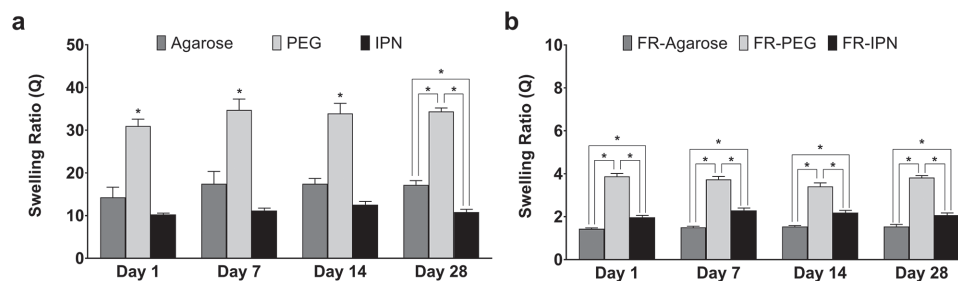 a
Agarose PEG IPN
Swelling Ratio (Q)
50
40
30
20
10
0
* * * * * *
Day 1 Day 7 Day 14 Day 28
b
FR-Agarose FR-PEG FR-IPN
Swelling Ratio (Q)
10
8
6
4
2
0
* * * *
* * * * * * * *
Day 1 Day 7 Day 14 Day 28